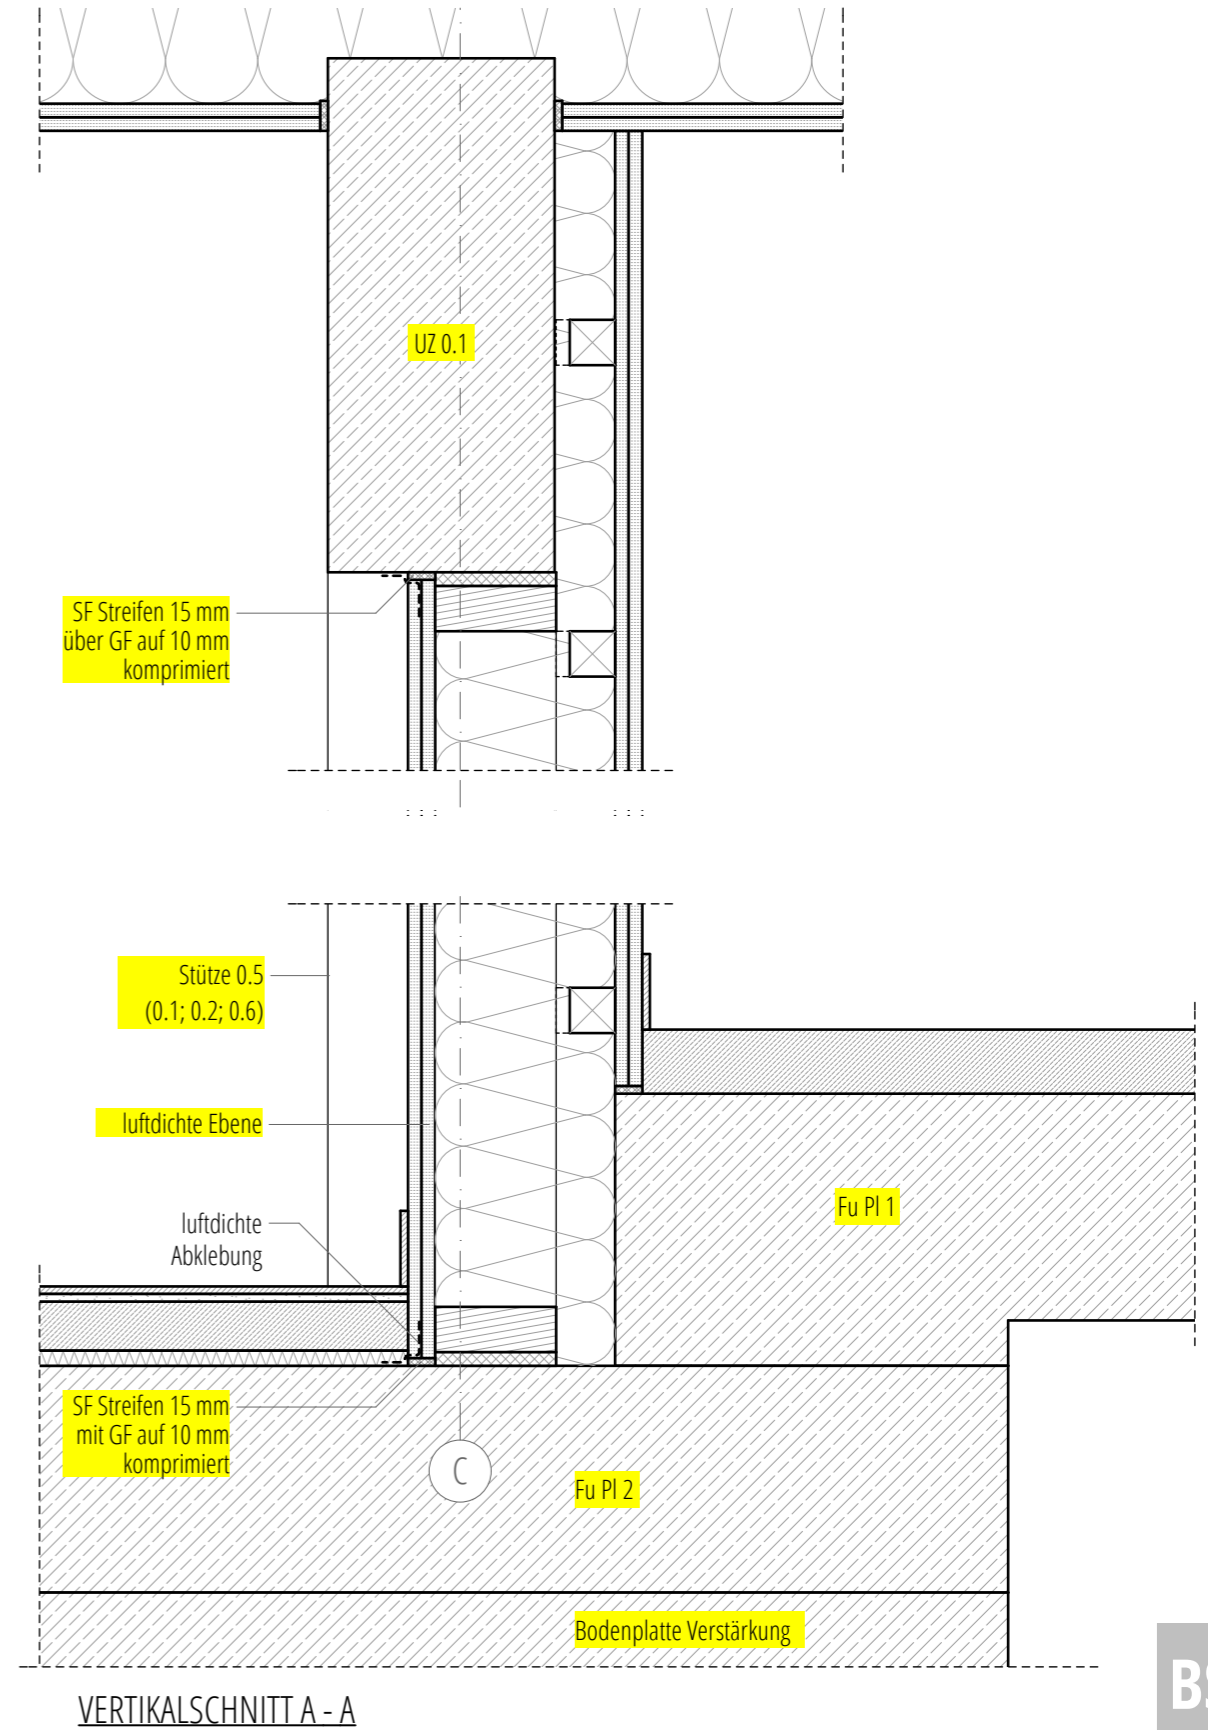 UZ 0.1
SF Streifen 15 mm
über GF auf 10 mm
komprimiert
Stütze 0.5
(0.1; 0.2; 0.6)
luftdichte Ebene
Fu Pl 1
luftdichte
Abklebung
SF Streifen 15 mm
mit GF auf 10 mm
komprimiert
C
Fu Pl 2
Bodenplatte Verstärkung
VERTIKALSCHNITT A - A